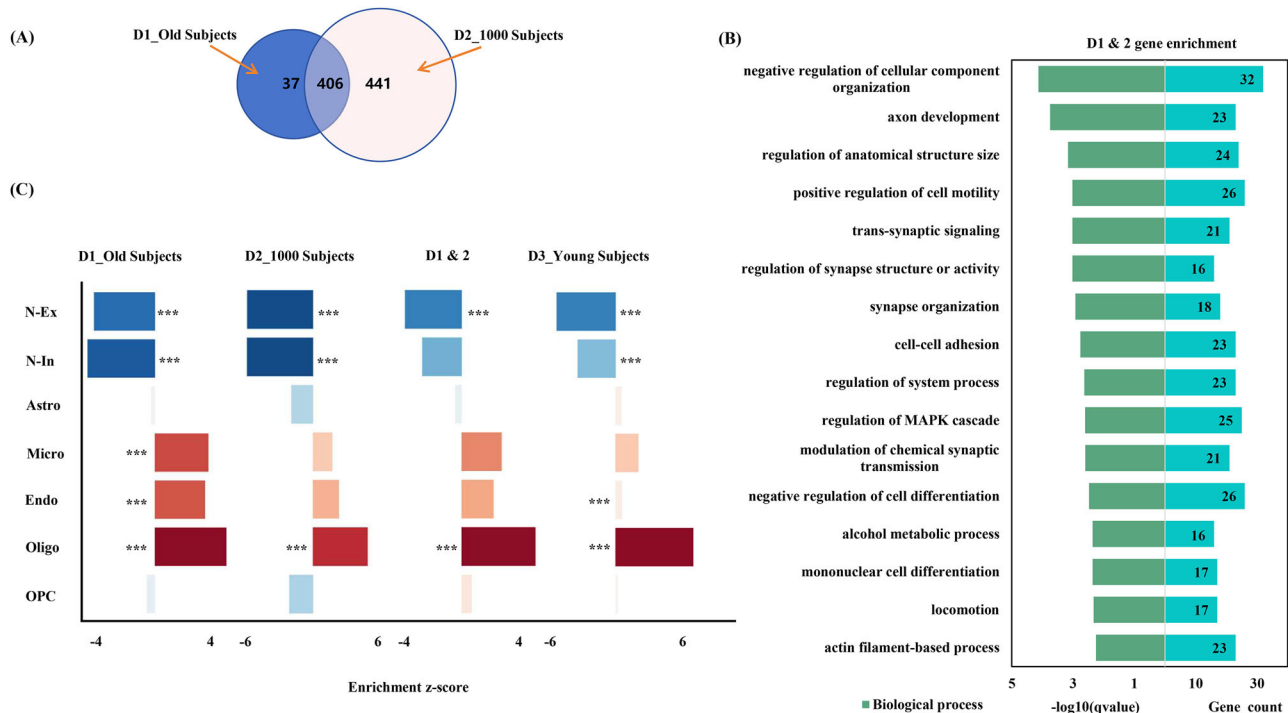 (A)
D1_Old Subjects
D2_1000 Subjects
37
406
441
(B)
D1 & 2 gene enrichment
negative regulation of cellular component
organization
32
axon development
23
regulation of anatomical structure size
24
positive regulation of cell motility
26
trans-synaptic signaling
21
regulation of synapse structure or activity
16
synapse organization
18
cell-cell adhesion
23
regulation of system process
23
regulation of MAPK cascade
25
modulation of chemical synaptic
transmission
21
negative regulation of cell differentiation
26
alcohol metabolic process
16
mononuclear cell differentiation
17
locomotion
17
actin filament-based process
23
5 3 1 10 30
Biological process
-log10(qvalue)
Gene count
(C)
D1_Old Subjects
D2_1000 Subjects
D1 & 2
D3_Young Subjects
N-Ex *** *** *** ***
N-In *** *** ***
Astro
Micro ***
Endo *** ***
Oligo *** *** *** ***
OPC
-4 4 -6 6 -4 4 -6 6
Enrichment z-score